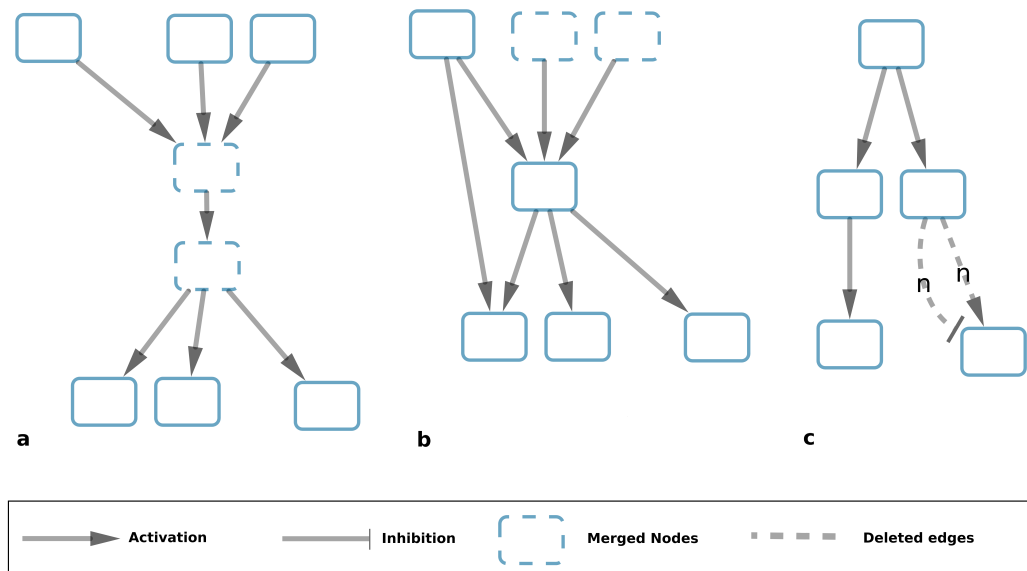 n
n
a
b
c
Activation
Inhibition
Merged Nodes
Deleted edges